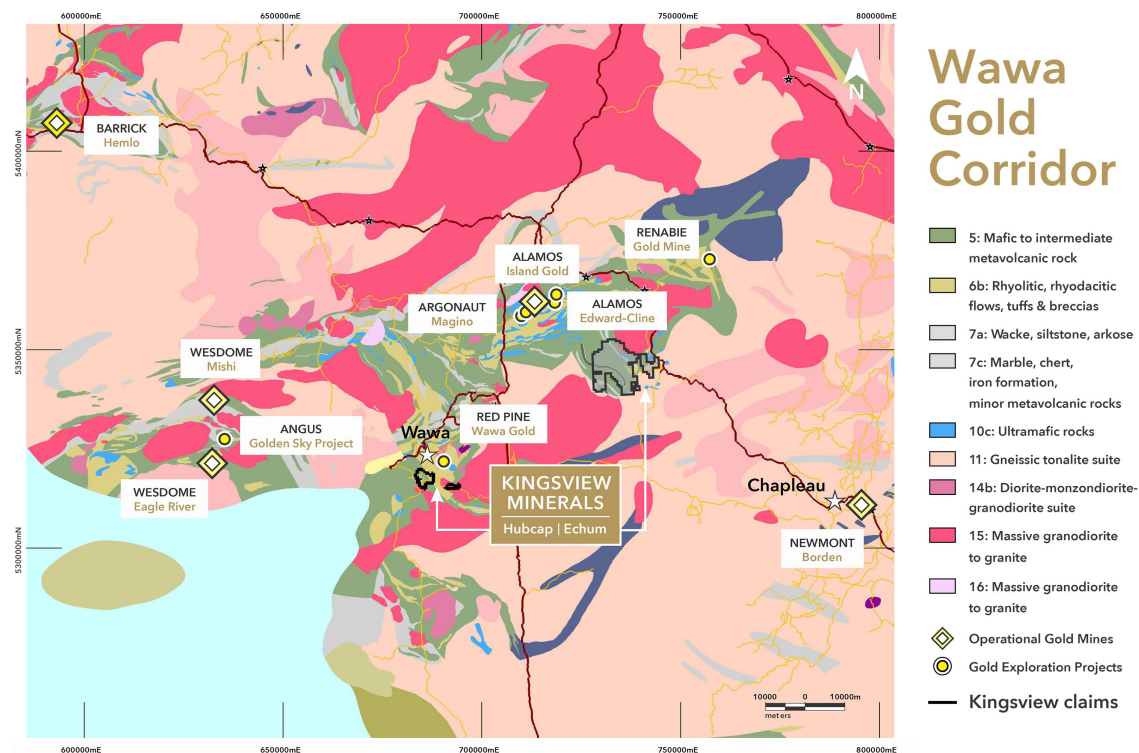 600000mE
6500000mE
700000mE
750000mE
800000mE
Wawa
Gold
Corridor
N
BARRICK
Hemlo
5400000mN
RENABIE
Gold Mine
ALAMOS
Island Gold
ARGONAUT
Magino
ALAMOS
Edward-Cline
5350000mN
WESDOME
Mishi
ANGUS
Golden Sky Project
RED PINE
Wawa Gold
Wawa
WESDOME
Eagle River
KINGSVIEW
MINERALS
Hubcap | Echum
Chapleau
NEWMONT
Borden
5300000mN
10000 0 10000m
meters
600000mE
650000mE
700000mE
750000mE
800000mE
5: Mafic to intermediate
metavolcanic rock
6b: Rhyolitic, rhyodacitic
flows, tuffs & breccias
7a: Wacke, siltstone, arkose
7c: Marble, chert,
iron formation,
minor metavolcanic rocks
10c: Ultramafic rocks
11: Gneissic tonalite suite
14b: Diorite-monzondiorite-
granodiorite suite
15: Massive granodiorite
to granite
16: Massive granodiorite
to granite
Operational Gold Mines
Gold Exploration Projects
Kingsview claims